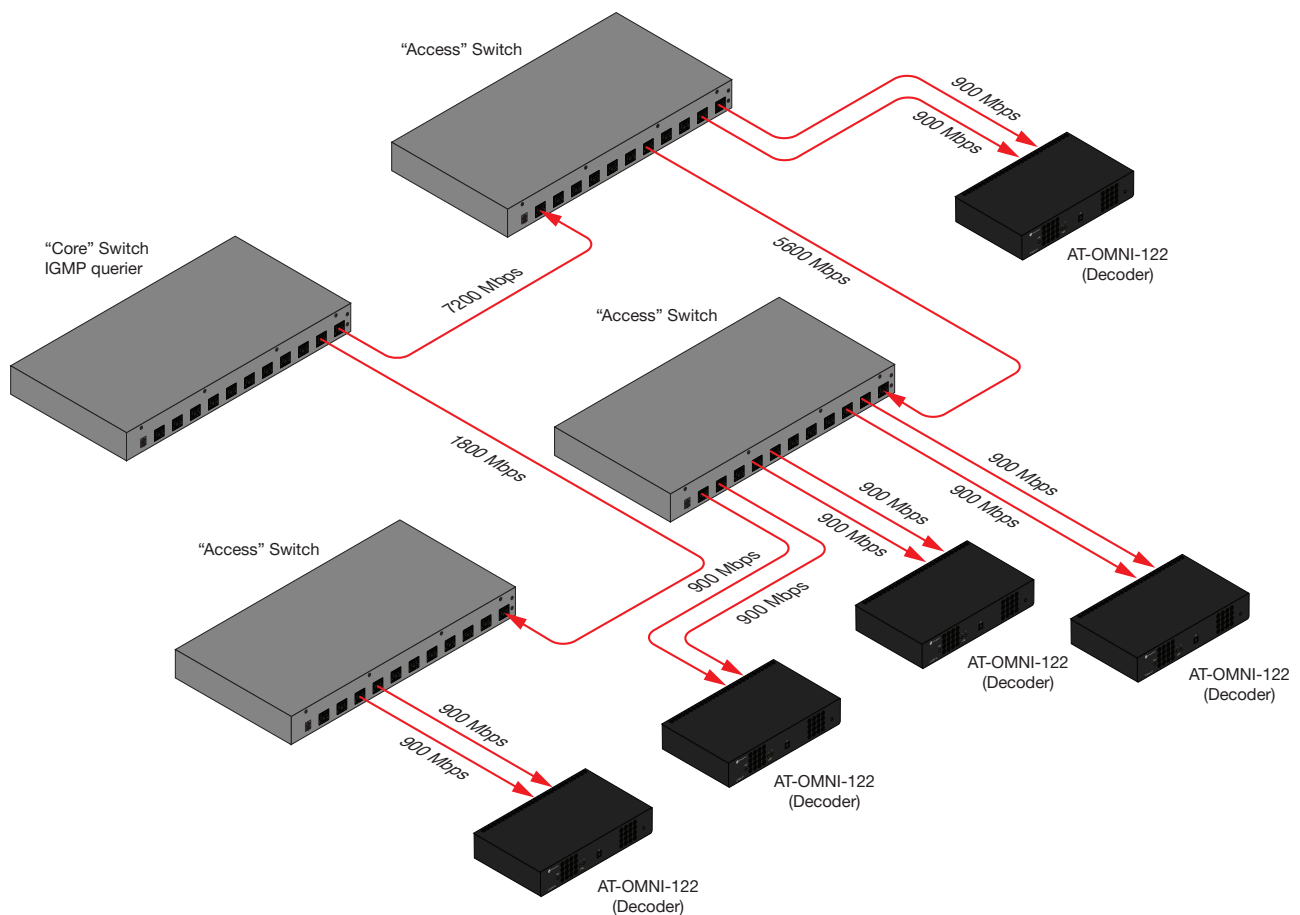 “Access” Switch
900 Mbps
900 Mbps
AT-OMNI-122
(Decoder)
“Core” Switch
IGMP querier
7200 Mbps
5600 Mbps
“Access” Switch
1800 Mbps
900 Mbps
900 Mbps
900 Mbps
900 Mbps
900 Mbps
900 Mbps
“Access” Switch
AT-OMNI-122
(Decoder)
AT-OMNI-122
(Decoder)
900 Mbps
900 Mbps
AT-OMNI-122
(Decoder)
AT-OMNI-122
(Decoder)